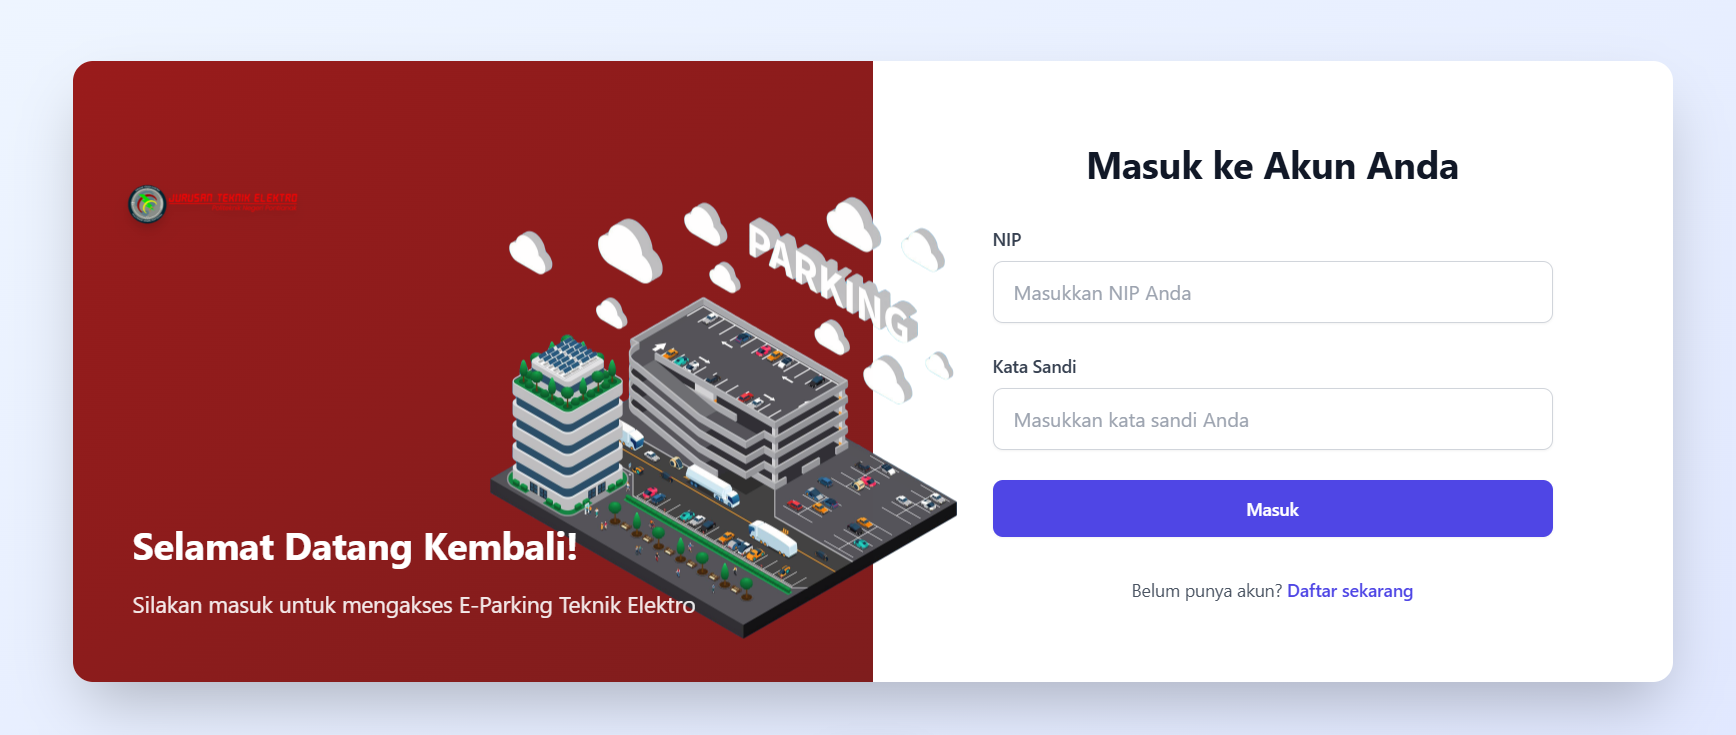 JURUSAN TEKNIK ELEKTRO
PARKING
Selamat Datang Kembali!
Silakan masuk untuk mengakses E-Parking Teknik Elektro
Masuk ke Akun Anda
NIP
Masukkan NIP Anda
Kata Sandi
Masukkan kata sandi Anda
Masuk
Belum punya akun? Daftar sekarang